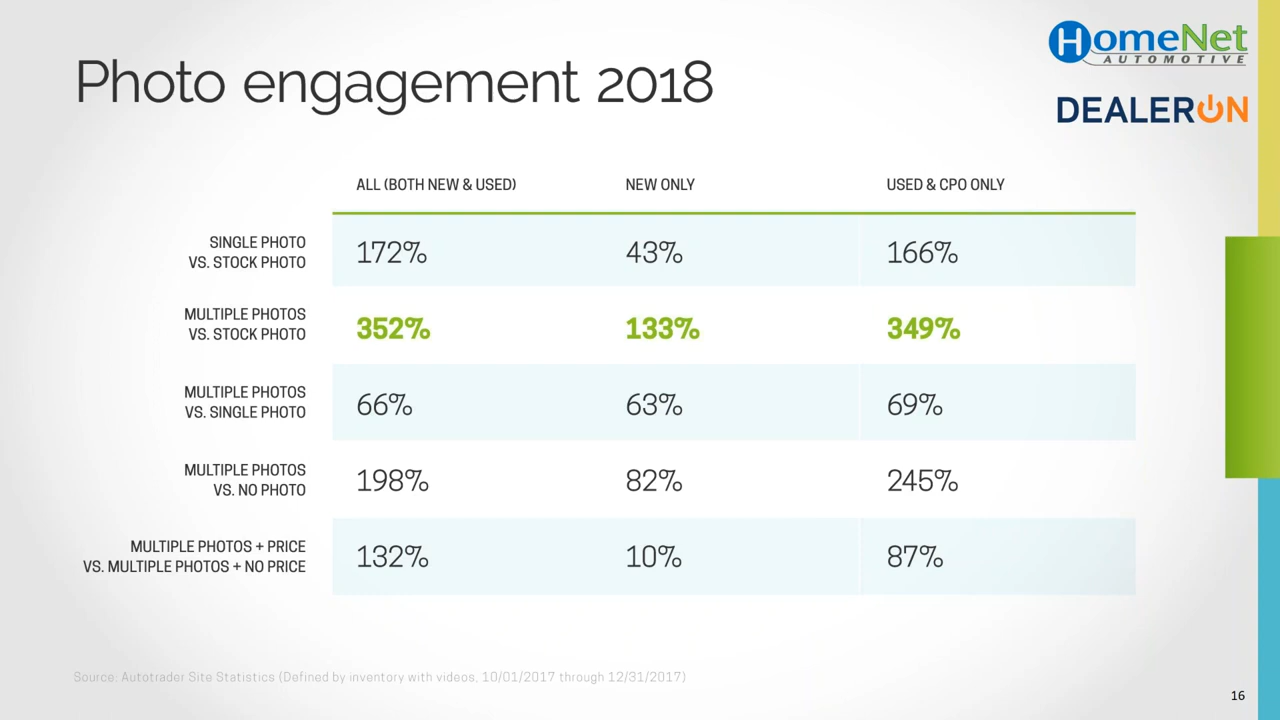 Photo engagement 2018
HomeNet
AUTOMOTIVE
DEALERON
ALL (BOTH NEW & USED) NEW ONLY USED & CPO ONLY
SINGLE PHOTO
VS. STOCK PHOTO
172% 43% 166%
MULTIPLE PHOTOS
VS. STOCK PHOTO
352% 133% 349%
MULTIPLE PHOTOS
VS. SINGLE PHOTO
66% 63% 69%
MULTIPLE PHOTOS
VS. NO PHOTO
198% 82% 245%
MULTIPLE PHOTOS + PRICE
VS. MULTIPLE PHOTOS + NO PRICE
132% 10% 87%
Source: Autotrader Site Statistics (Defined by inventory with videos, 10/01/2017 through 12/31/2017)
16